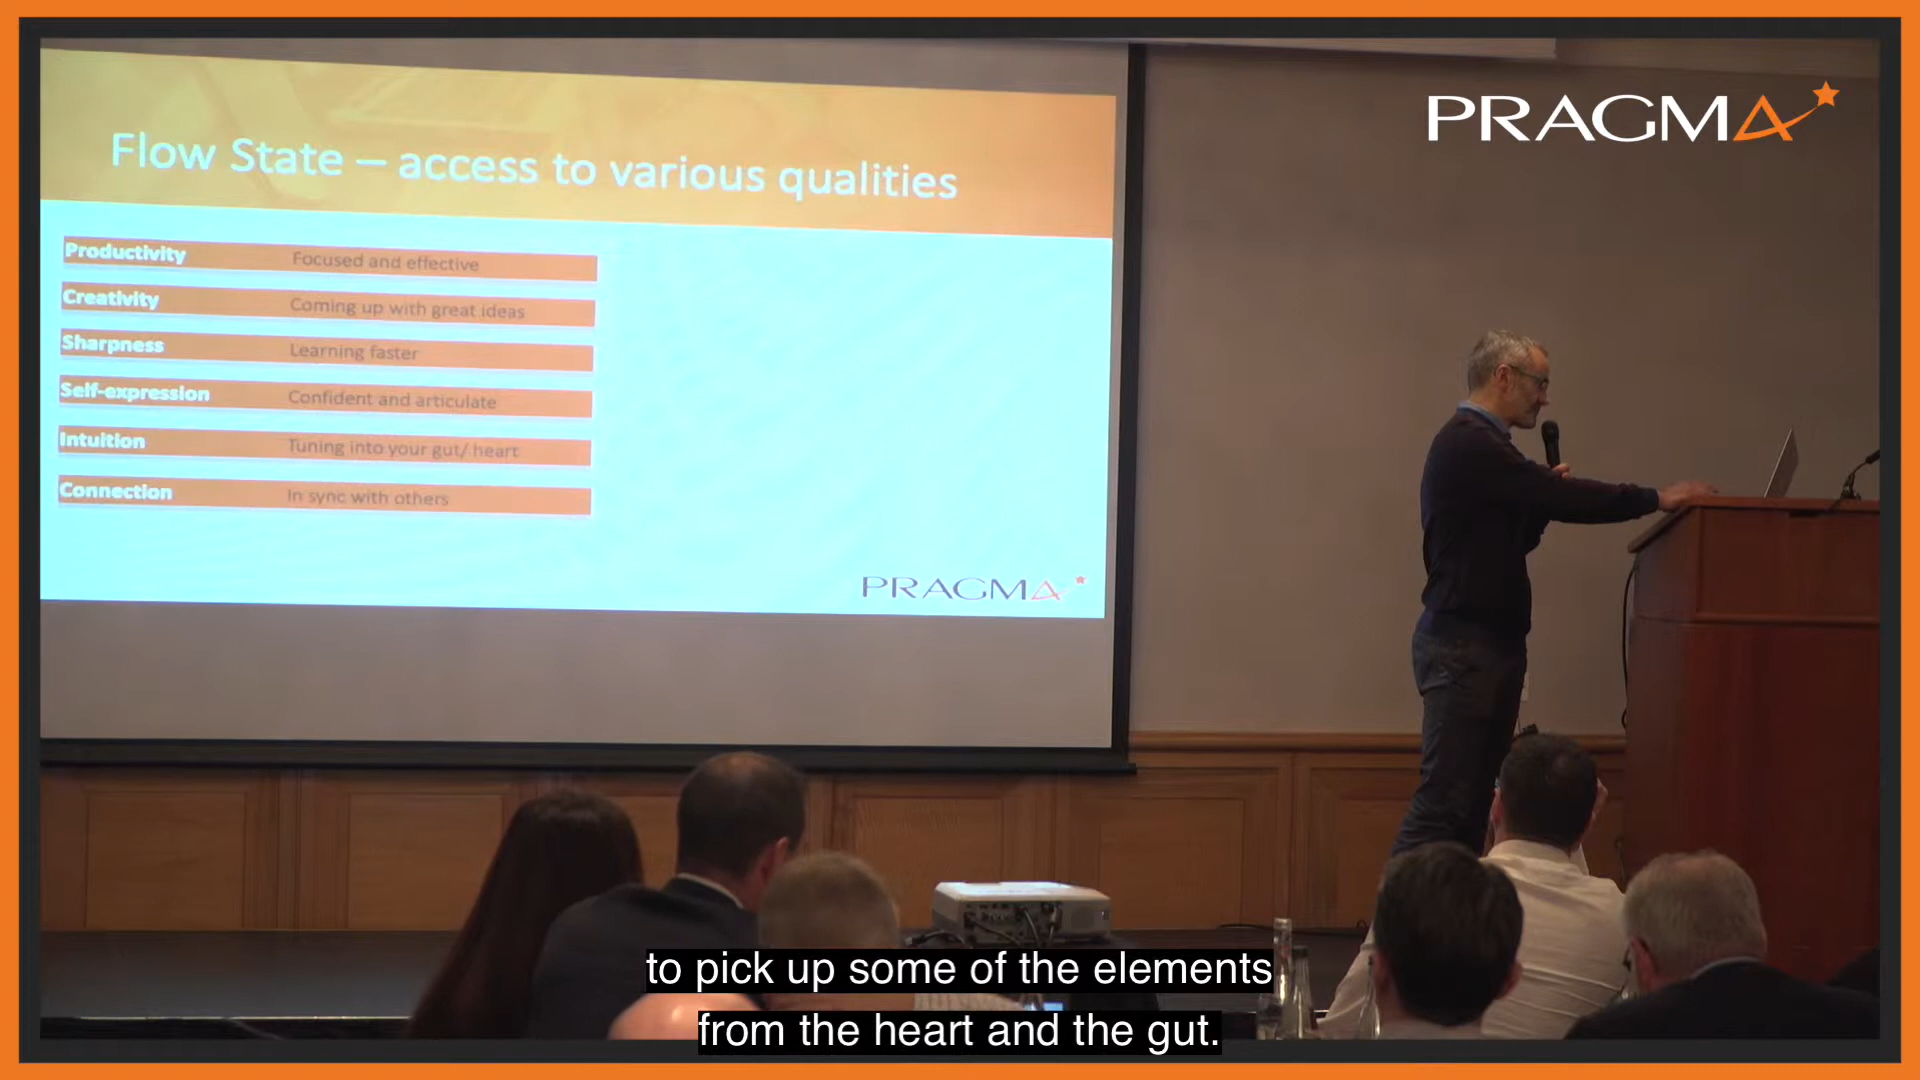 PRAGMA
Flow State – access to various qualities
Productivity Focused and effective
Creativity Coming up with great ideas
Sharpness Learning faster
Self-expression Confident and articulate
Intuition Tuning into your gut/ heart
Connection In sync with others
PRAGMA
to pick up some of the elements
from the heart and the gut.